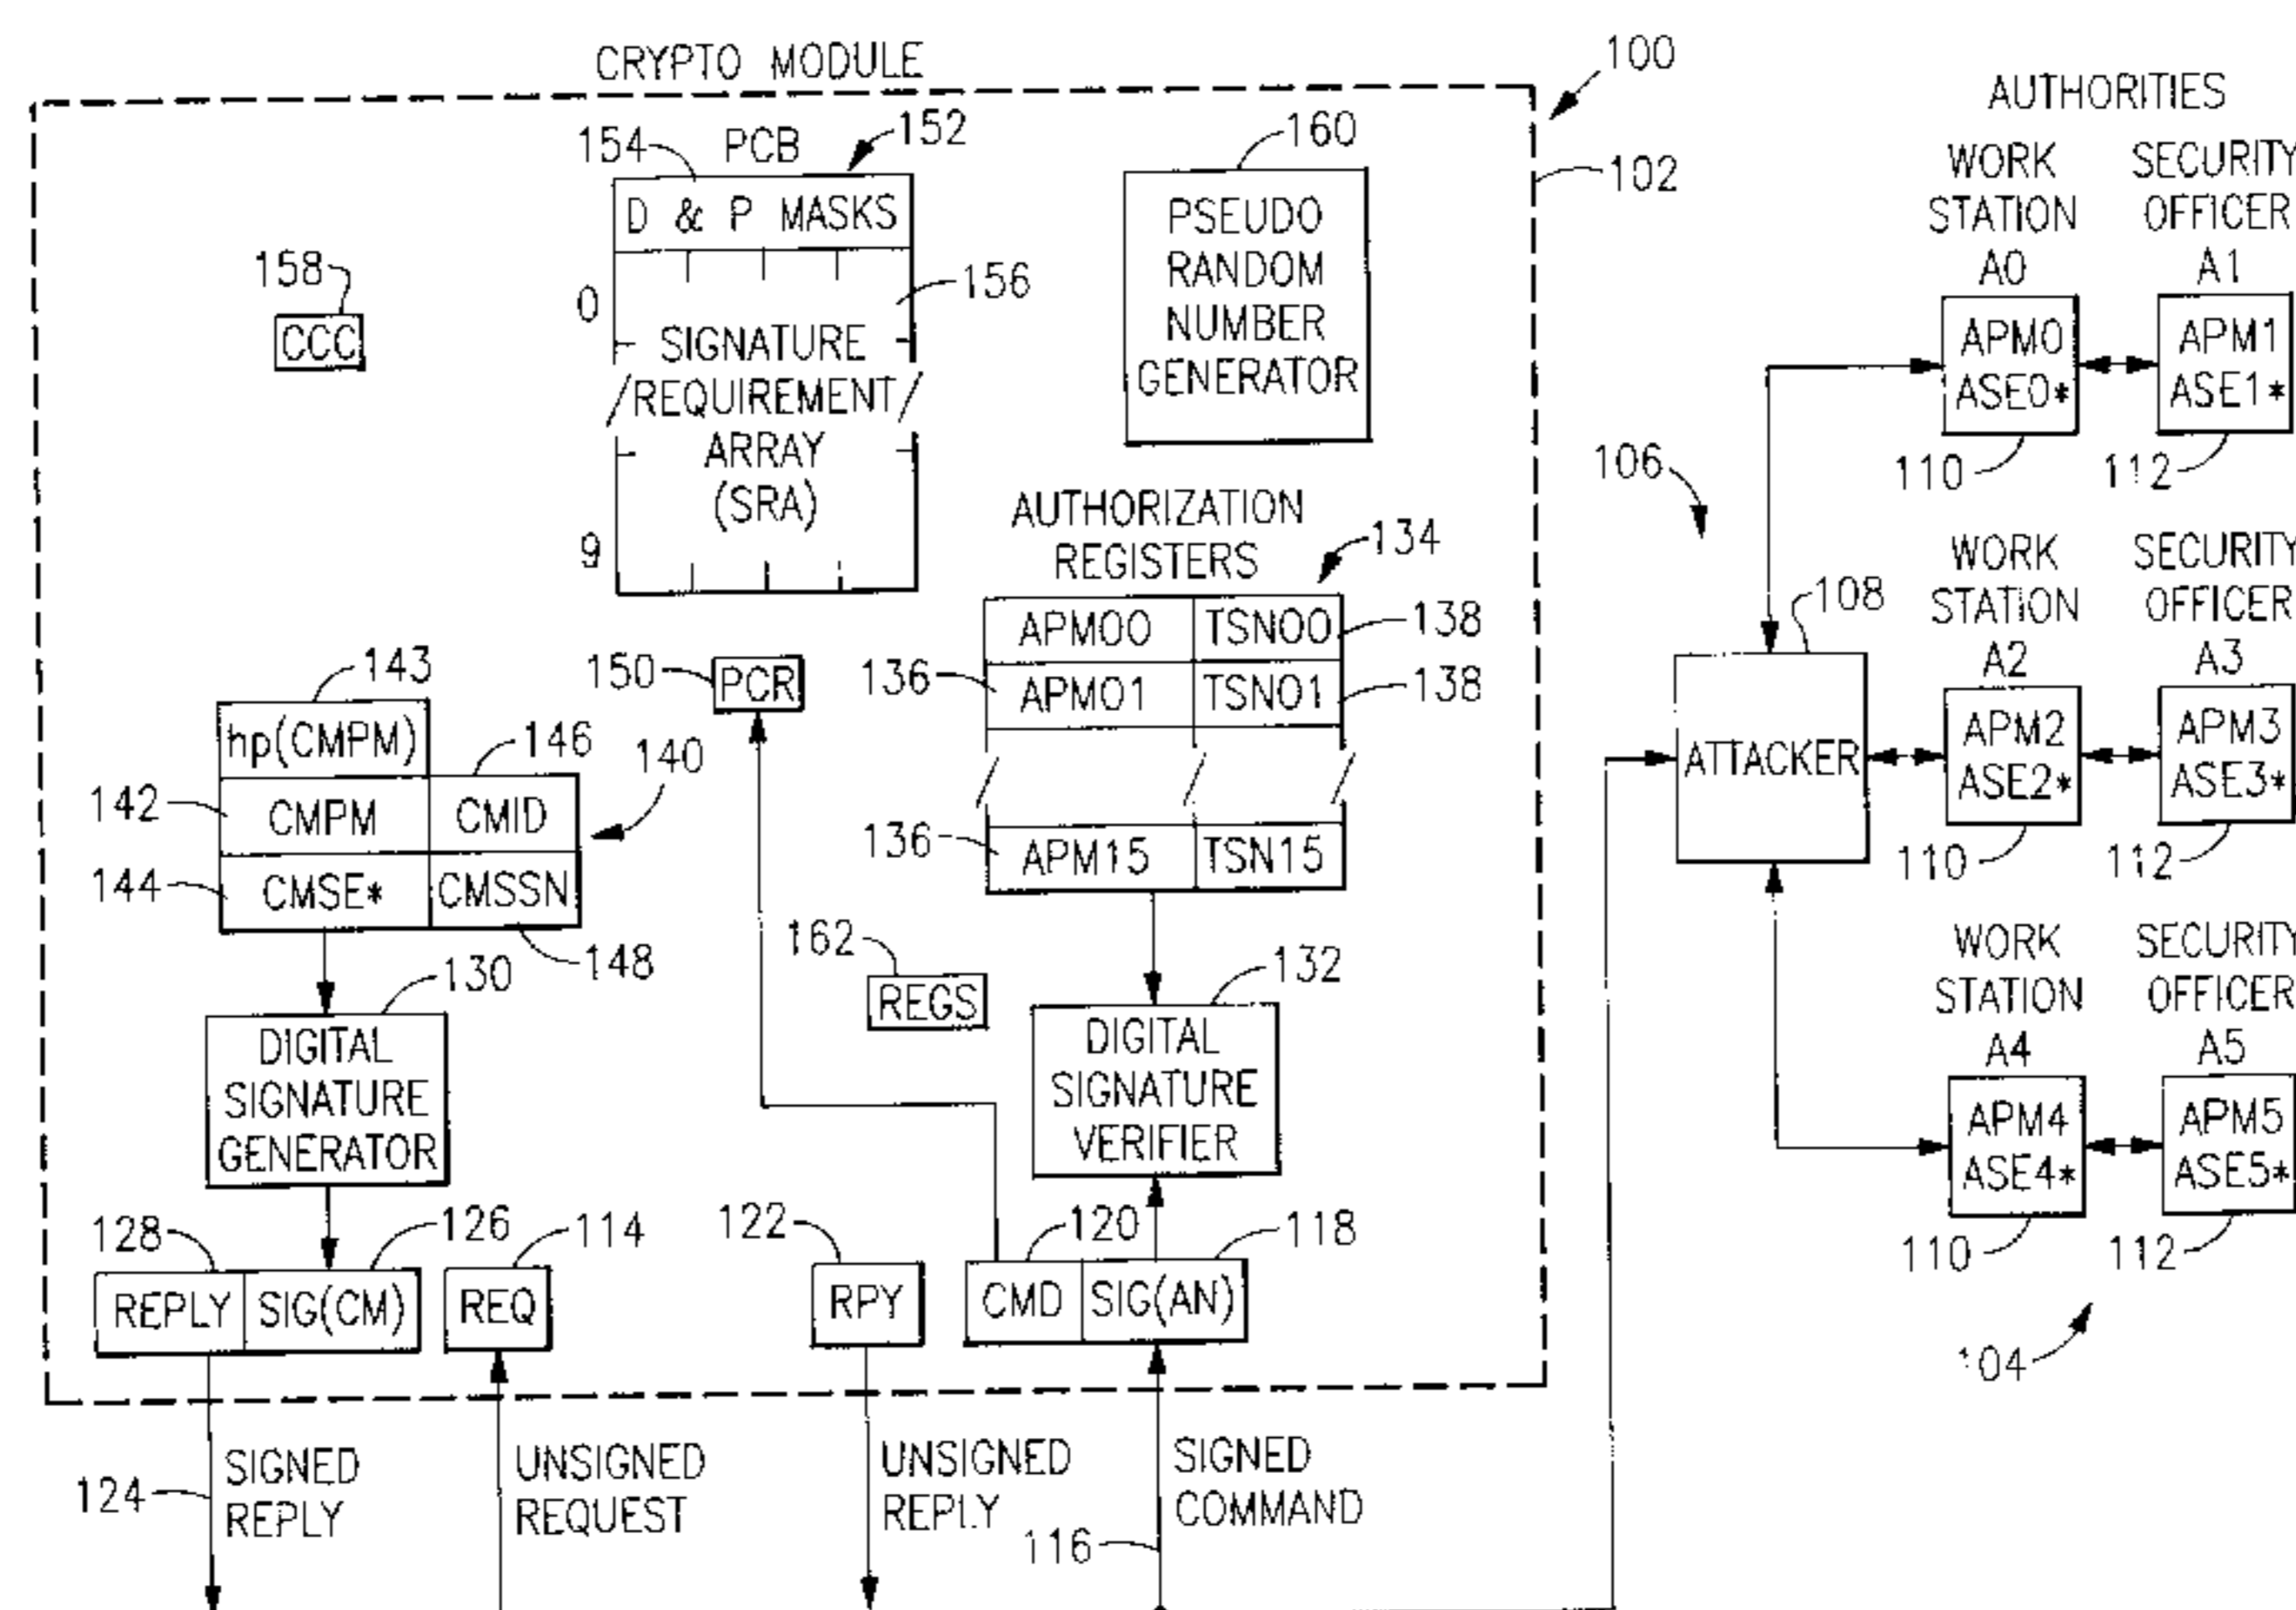 CRYPTO MODULE
100
102
PCB
152
154
D & P MASKS
0
156
SIGNATURE
REQUIREMENT
ARRAY
(SRA)
9
158
CCC
160
PSEUDO
RANDOM
NUMBER
GENERATOR
AUTHORIZATION
REGISTERS
134
APM00 TSN00 138
136 APM01 TSN01 138
136 APM15 TSN15
143
hp(CMPM)
146
140
142 CMPM CMID
144 CMSE* CMSSN
148
150 PCR
162
REGS
130
DIGITAL
SIGNATURE
GENERATOR
132
DIGITAL
SIGNATURE
VERIFIER
128 126 114
REPLY SIG(CM) REQ
122 120 118
RPY CMD SIG(AN)
124
SIGNED
REPLY
UNSIGNED
REQUEST
UNSIGNED
REPLY
116
SIGNED
COMMAND
106
108
ATTACKER
AUTHORITIES
WORK
STATION
A0
SECURITY
OFFICER
A1
APM0
ASE0*
APM1
ASE1*
110 112
WORK
STATION
A2
SECURITY
OFFICER
A3
APM2
ASE2*
APM3
ASE3*
110 112
WORK
STATION
A4
SECURITY
OFFICER
A5
APM4
ASE4*
APM5
ASE5*
110 112
104